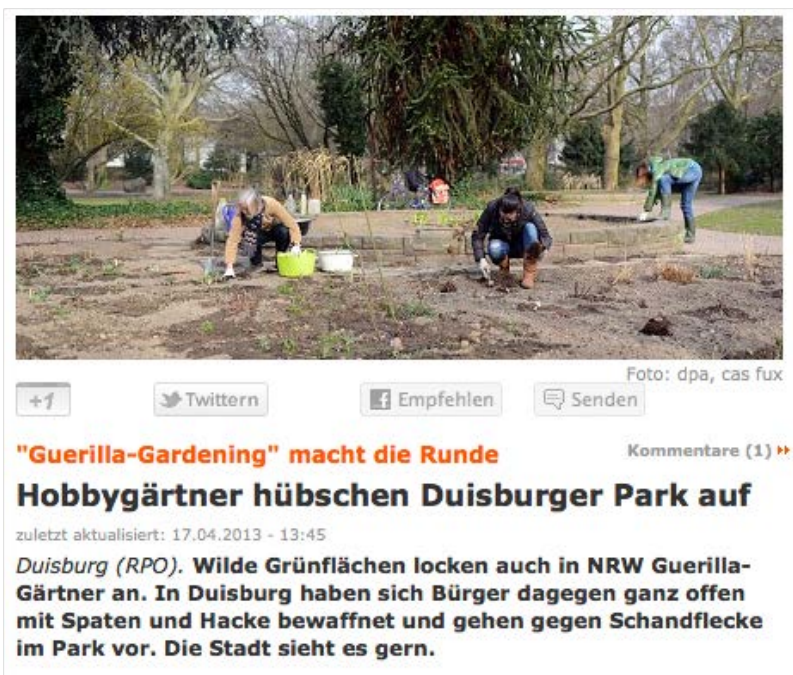 Foto: dpa, cas fux
+1
Twittern
Empfehlen
Senden
"Guerilla-Gardening" macht die Runde
Kommentare (1)
Hobbygärtner hübschen Duisburger Park auf
zuletzt aktualisiert: 17.04.2013 - 13:45
Duisburg (RPO). Wilde Grünflächen locken auch in NRW Guerilla-
Gärtner an. In Duisburg haben sich Bürger dagegen ganz offen
mit Spaten und Hacke bewaffnet und gehen gegen Schandflecke
im Park vor. Die Stadt sieht es gern.